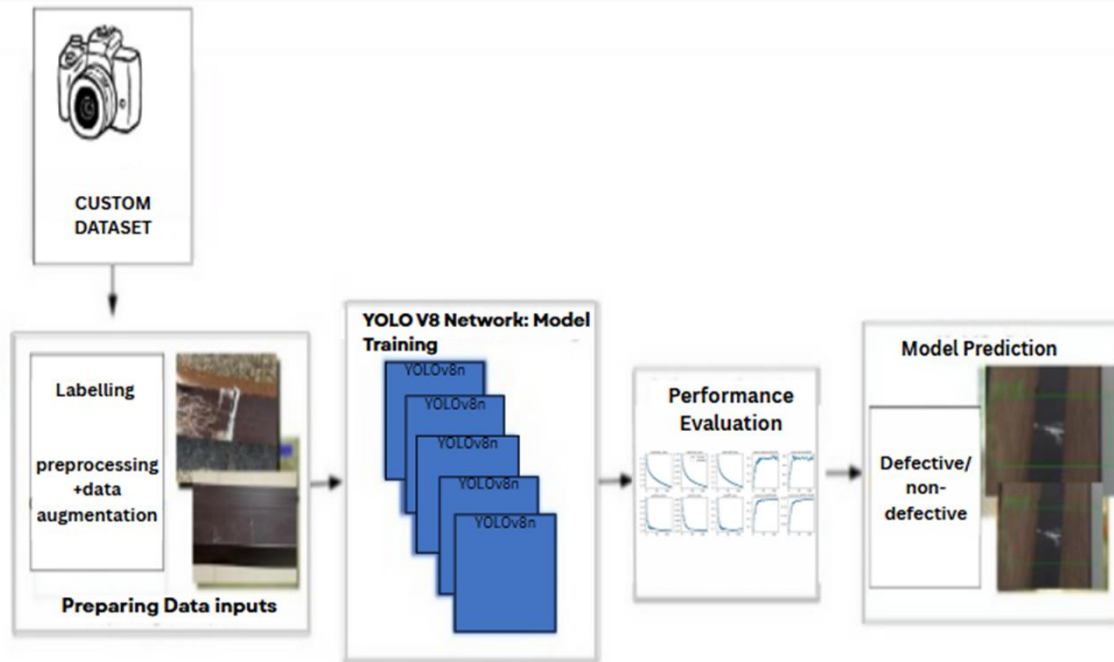 CUSTOM
DATASET
Labelling
preprocessing
+data
augmentation
Preparing Data inputs
YOLO V8 Network: Model
Training
YOLOv8n
YOLOv8n
YOLOv8n
YOLOv8n
YOLOv8n
Performance
Evaluation
Model Prediction
Defective/
non-
defective